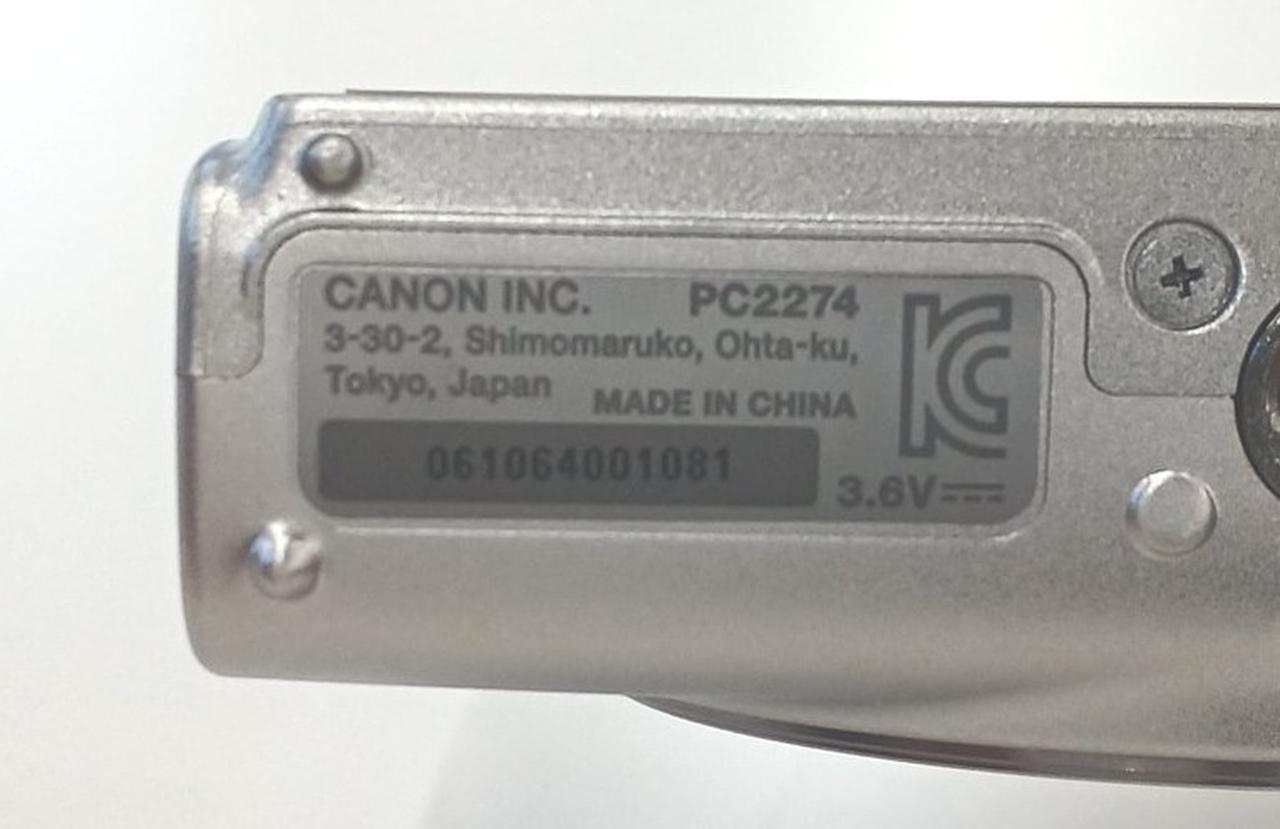 CANON INC. PC2274
3-30-2, Shimomaruko, Ohta-ku,
Tokyo, Japan
MADE IN CHINA
061064001081
3.6V